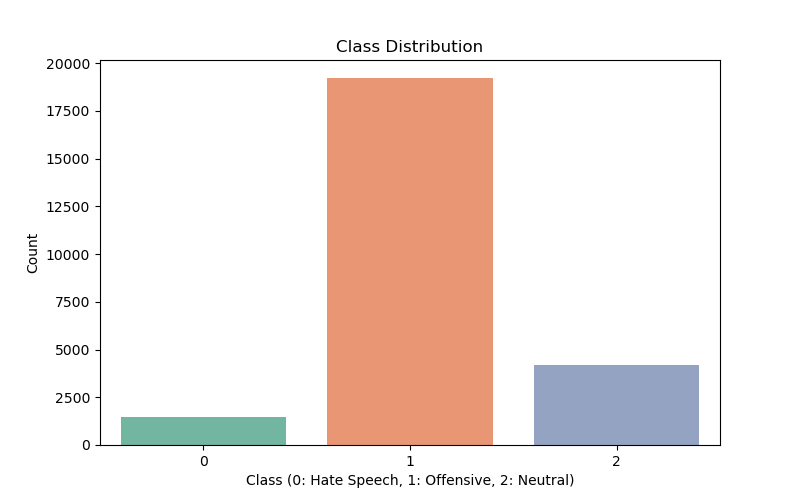 Class Distribution
20000
17500
15000
12500
10000
7500
5000
2500
0
Count
0 1 2
Class (0: Hate Speech, 1: Offensive, 2: Neutral)